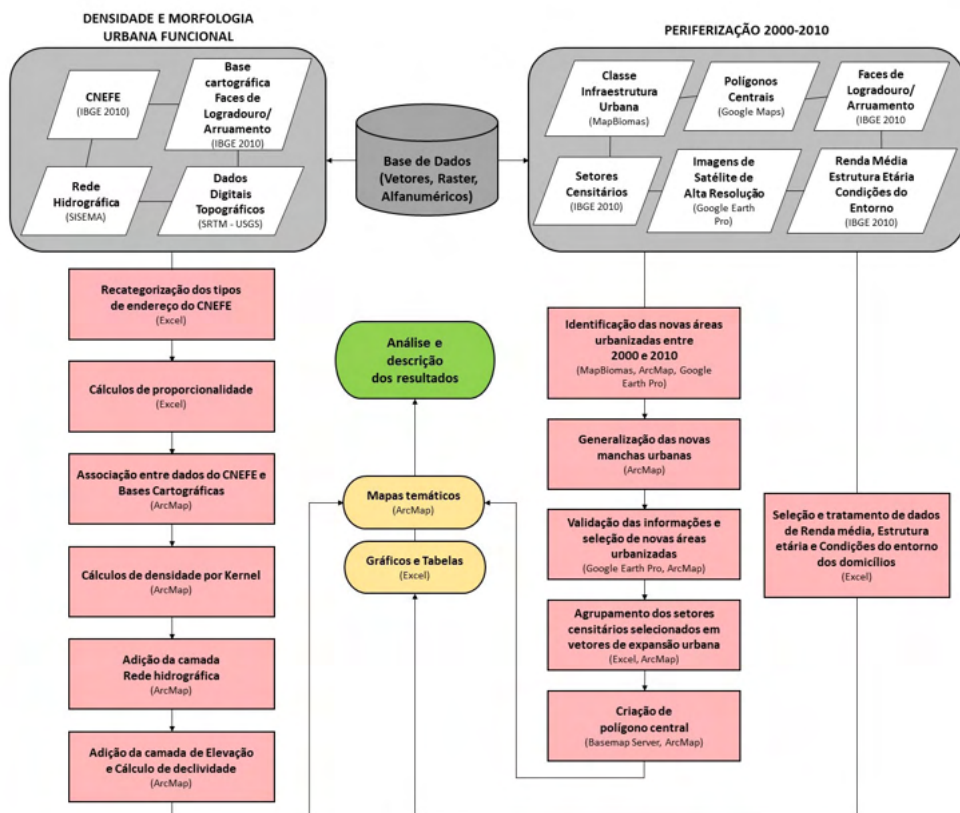 DENSIDADE E MORFOLOGIA
URBANA FUNCIONAL
CNEFE
(IBGE 2010)
Base
cartográfica
Faces de
Logradouro/
Arruamento
(IBGE 2010)
Rede
Hidrográfica
(SISEMA)
Dados
Digitais
Topográficos
(SRTM - USGS)
Base de Dados
(Vetores, Raster,
Alfanuméricos)
PERIFERIZAÇÃO 2000-2010
Classe
Infraestrutura
Urbana
(MapBiomas)
Polígonos
Centrais
(Google Maps)
Faces de
Logradouro/
Arruamento
(IBGE 2010
Setores
Censitários
(IBGE 2010)
Imagens de
Satélite de
Alta Resolução
(Google Earth
Pro)
Renda Média
Estrutura Etária
Condições do
Entorno
(IBGE 2010)
Recategorização dos tipos
de endereço do CNEFE
(Excel)
Cálculos de proporcionalidade
(Excel)
Associação entre dados do CNEFE e
Bases Cartográficas
(ArcMap)
Cálculos de densidade por Kernel
(ArcMap)
Adição da camada
Rede hidrográfica
(ArcMap)
Adição da camada de Elevação
e Cálculo de declividade
(ArcMap)
Análise e
descrição
dos resultados
Mapas temáticos
(ArcMap)
Gráficos e Tabelas
(Excel)
Identificação das novas áreas
urbanizadas entre
2000 e 2010
(MapBiomas, ArcMap, Google
Earth Pro)
Generalização das novas
manchas urbanas
(ArcMap)
Validação das informações e
seleção de novas áreas
urbanizadas
(Google Earth Pro, ArcMap)
Agrupamento dos setores
censitários selecionados em
vetores de expansão urbana
(Excel, ArcMap)
Criação de
polígono central
(Basemap Server, ArcMap)
Seleção e tratamento de dados
de Renda média, Estrutura
etária e Condições do entorno
dos domicílios
(Excel)